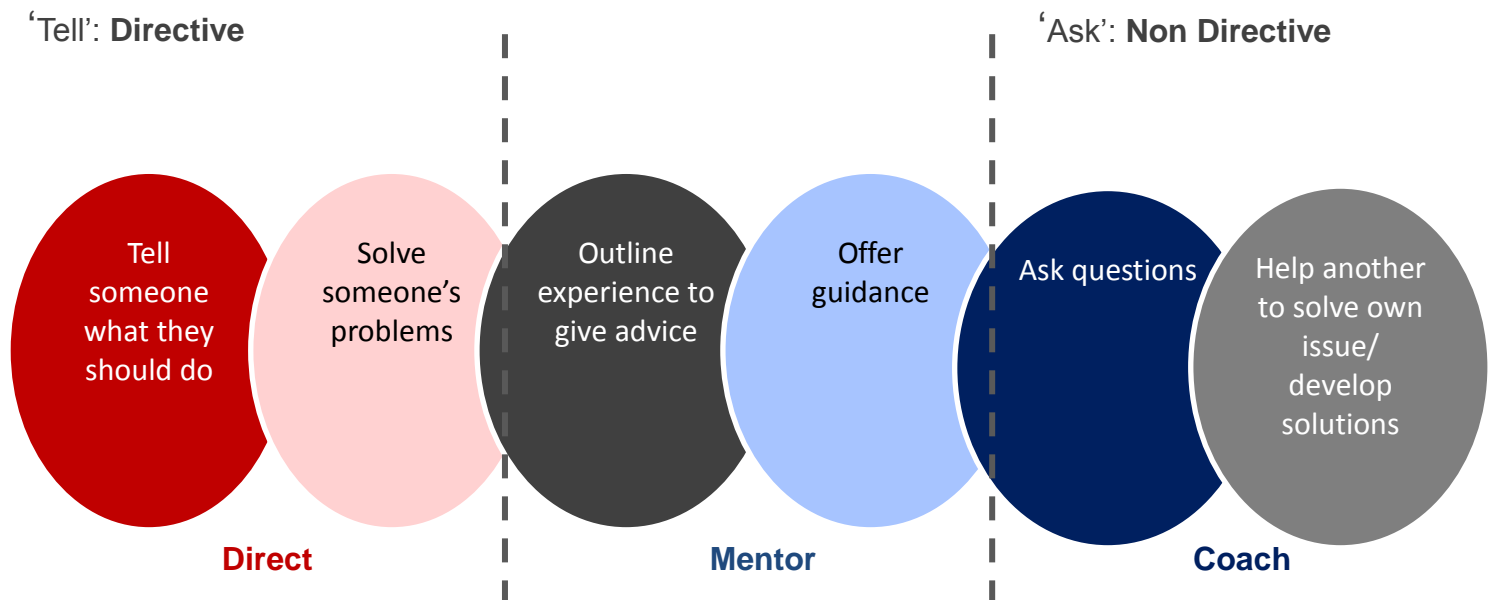 ‘Tell’: Directive
‘Ask’: Non Directive
Tell
someone
what they
should do
Solve
someone’s
problems
Outline
experience to
give advice
Offer
guidance
Ask questions
Help another
to solve own
issue/
develop
solutions
Direct
Mentor
Coach